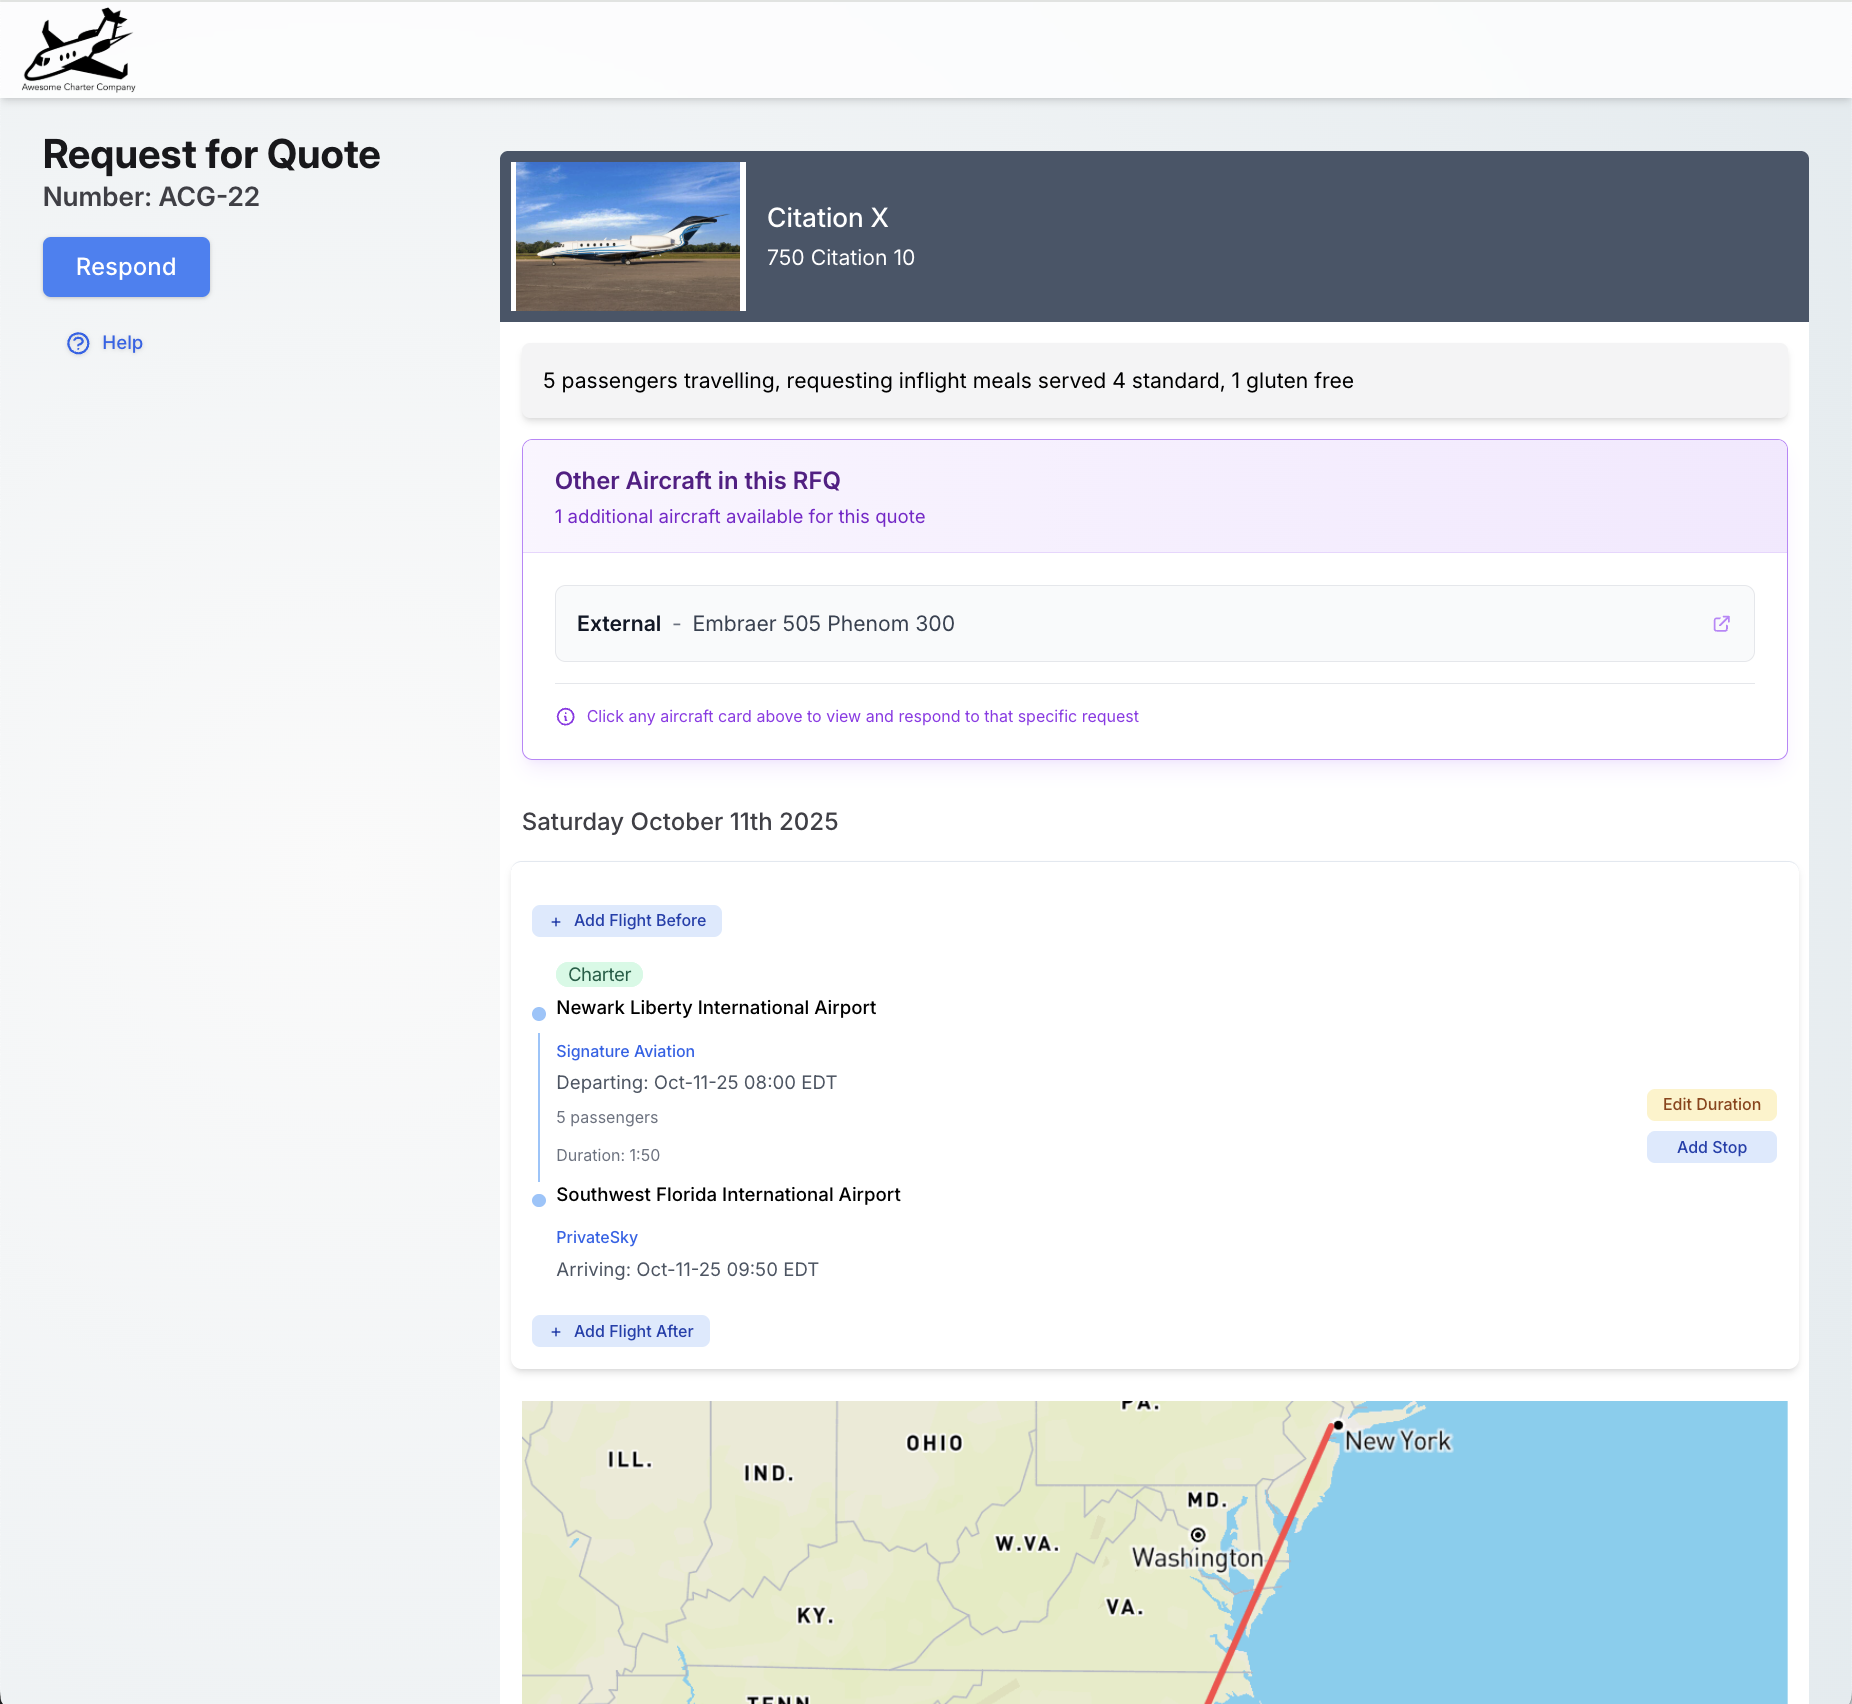 Awesome Charter Company
Request for Quote
Number: ACG-22
Respond
Help
Citation X
750 Citation 10
5 passengers travelling, requesting inflight meals served 4 standard, 1 gluten free
Other Aircraft in this RFQ
1 additional aircraft available for this quote
External - Embraer 505 Phenom 300
Click any aircraft card above to view and respond to that specific request
Saturday October 11th 2025
+ Add Flight Before
Charter
Newark Liberty International Airport
Signature Aviation
Departing: Oct-11-25 08:00 EDT
5 passengers
Duration: 1:50
Edit Duration
Add Stop
Southwest Florida International Airport
PrivateSky
Arriving: Oct-11-25 09:50 EDT
+ Add Flight After
PA.
New York
OHIO
ILL.
IND.
MD.
W.VA.
Washington
VA.
KY.
TENN